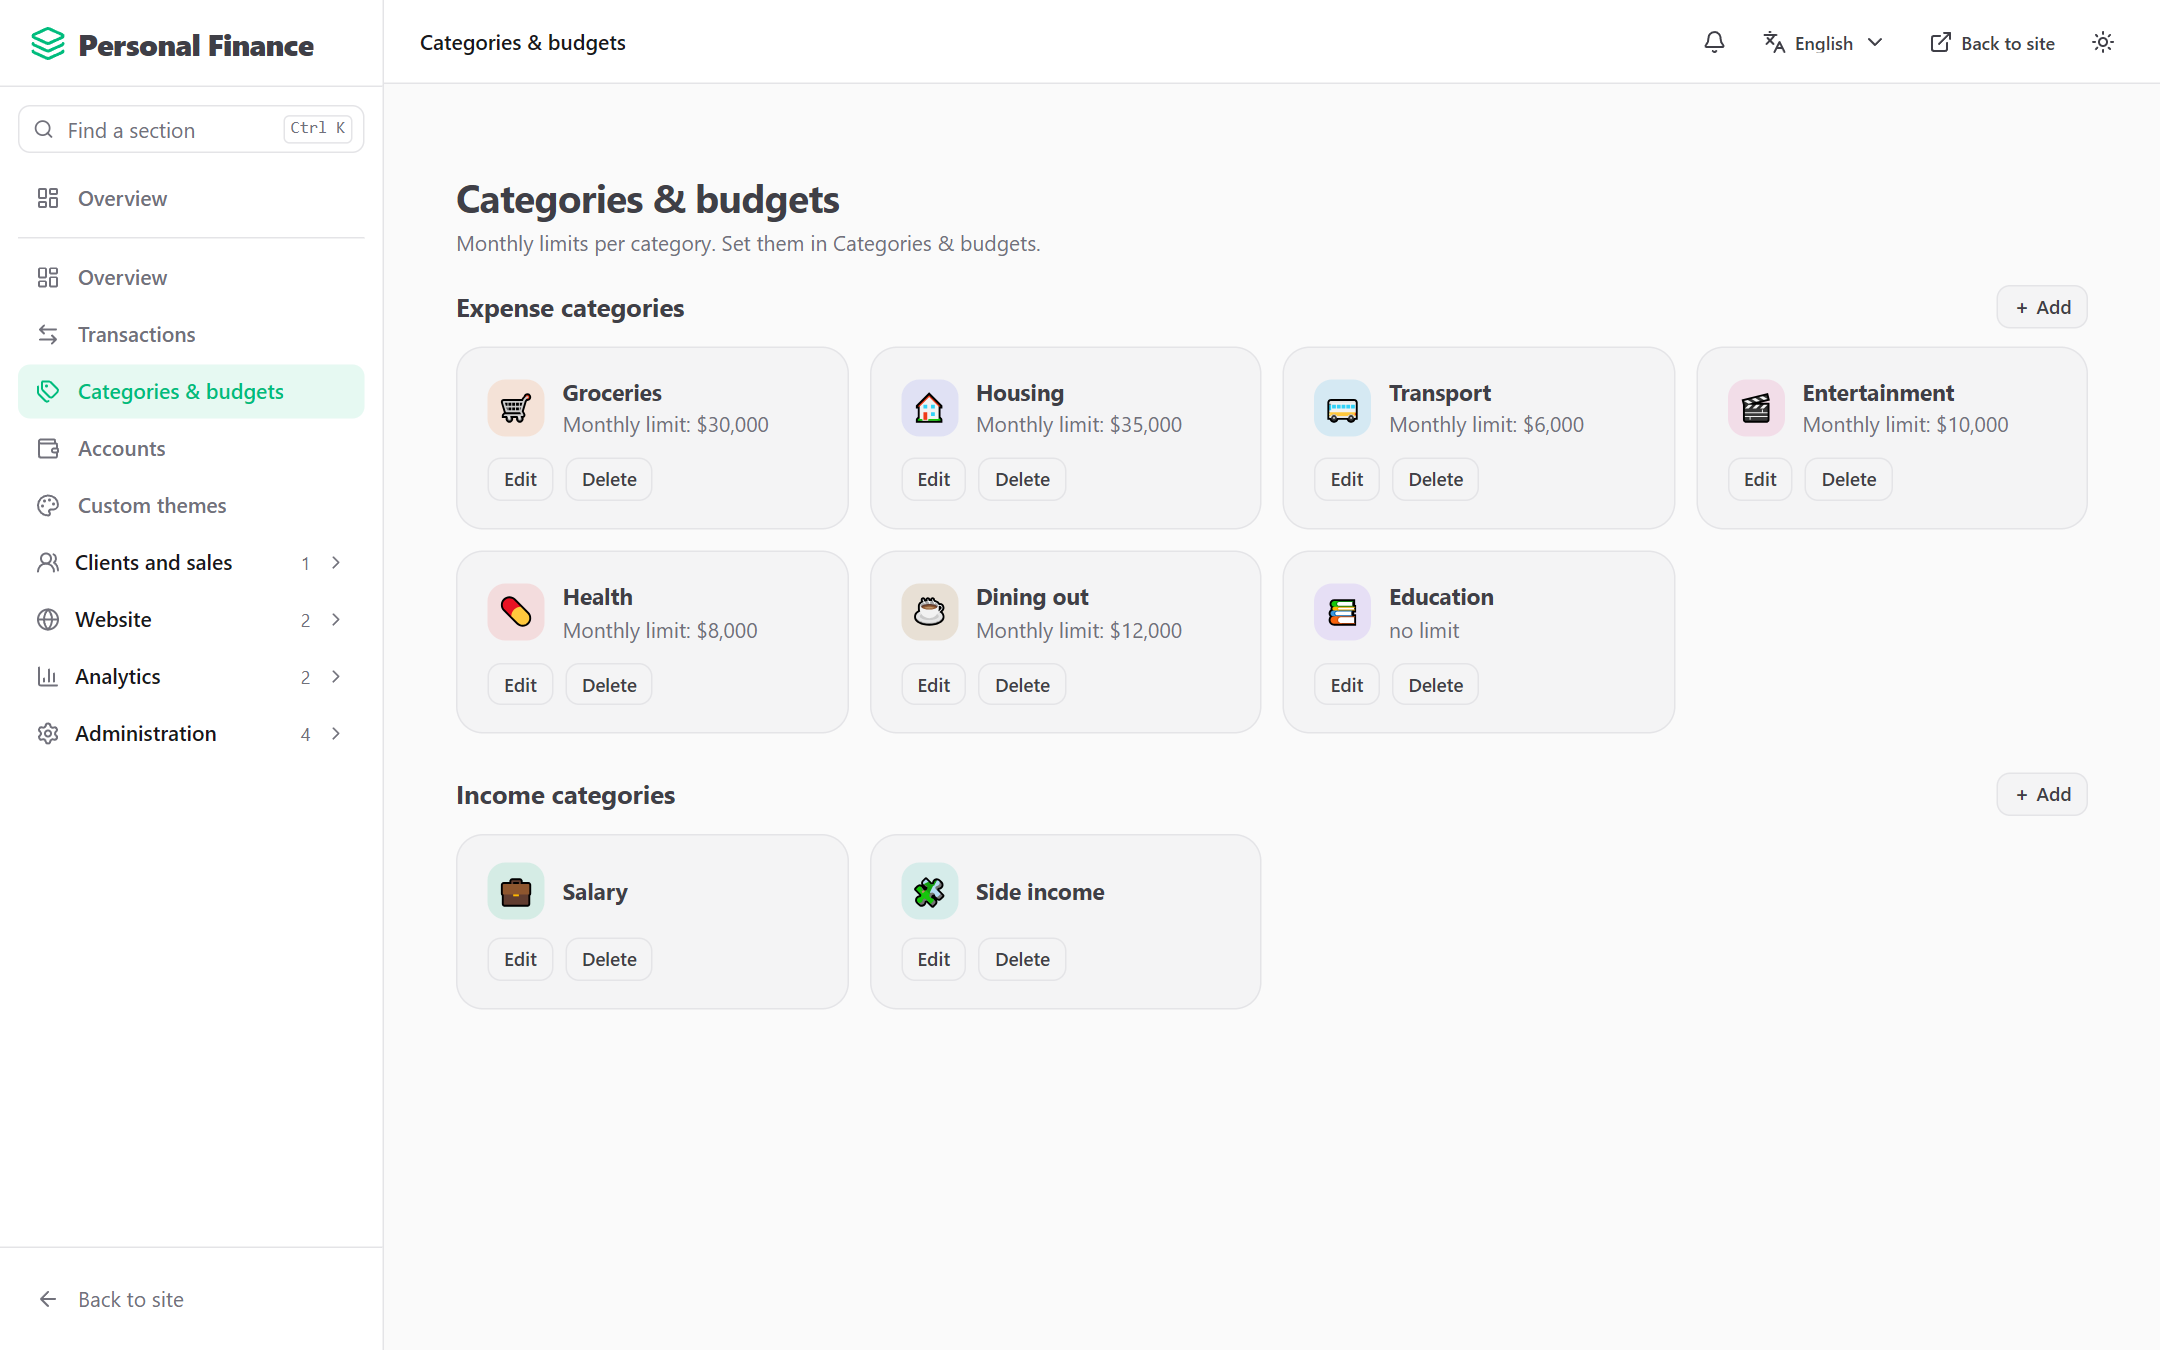 Personal Finance
Find a section
Ctrl K
Overview
Overview
Transactions
Categories & budgets
Accounts
Custom themes
Clients and sales 1
Website 2
Analytics 2
Administration 4
Back to site
Categories & budgets
English
Back to site
Categories & budgets
Monthly limits per category. Set them in Categories & budgets.
Expense categories
+ Add
Groceries
Monthly limit: $30,000
Edit Delete
Housing
Monthly limit: $35,000
Edit Delete
Transport
Monthly limit: $6,000
Edit Delete
Entertainment
Monthly limit: $10,000
Edit Delete
Health
Monthly limit: $8,000
Edit Delete
Dining out
Monthly limit: $12,000
Edit Delete
Education
no limit
Edit Delete
Income categories
+ Add
Salary
Edit Delete
Side income
Edit Delete